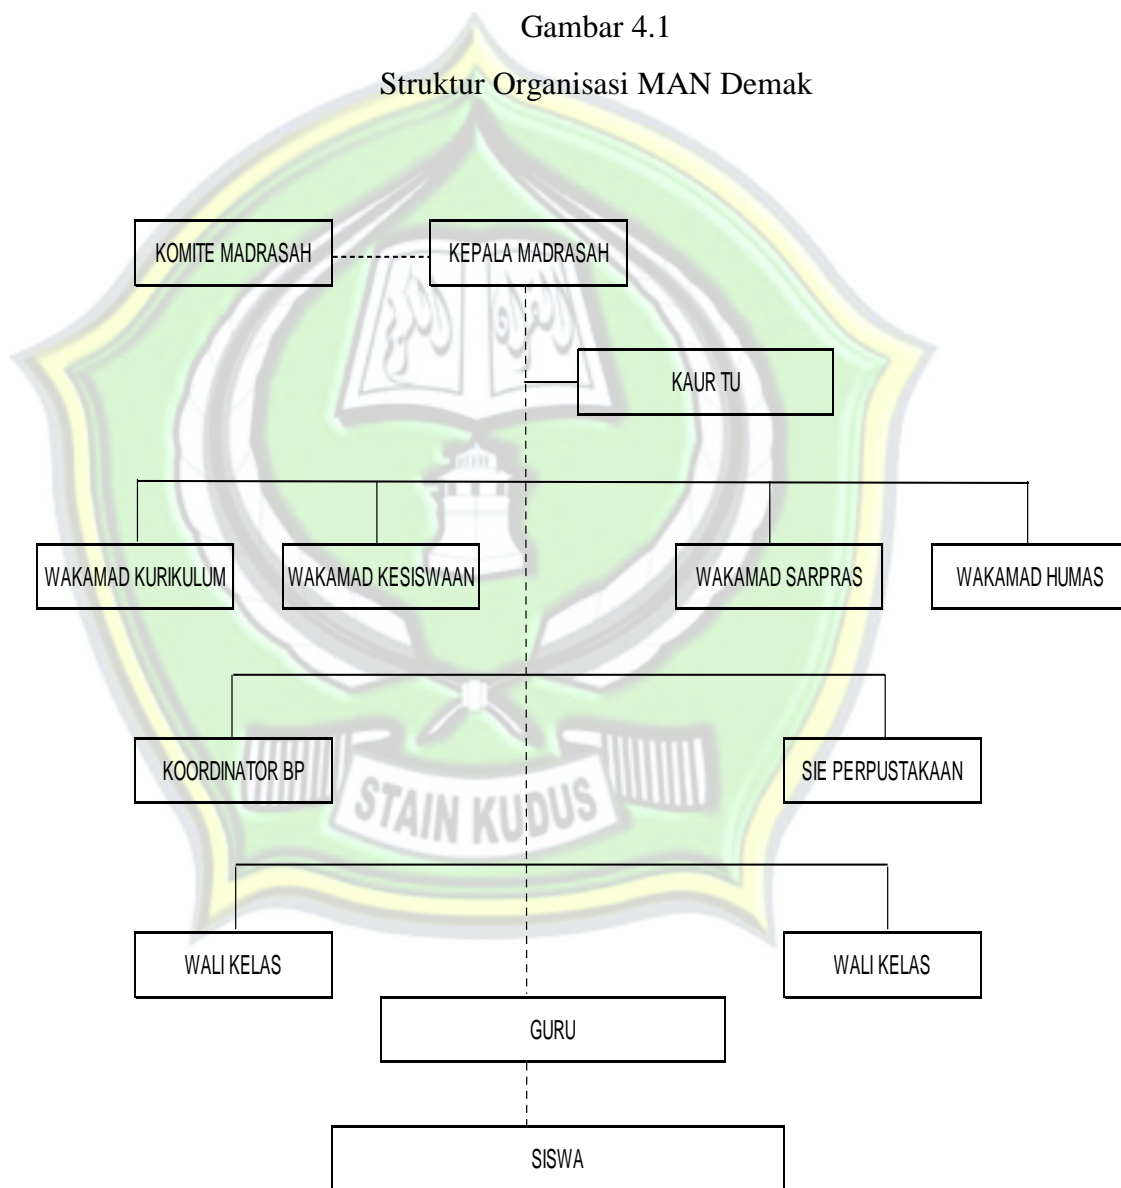 Gambar 4.1
Struktur Organisasi MAN Demak
KOMITE MADRASAH
KEPALA MADRASAH
KAUR TU
WAKAMAD KURIKULUM
WAKAMAD KESISWAAN
WAKAMAD SARPRAS
WAKAMAD HUMAS
KOORDINATOR BP
SIE PERPUSTAKAAN
STAIN KUDUS
WALI KELAS
WALI KELAS
GURU
SISWA